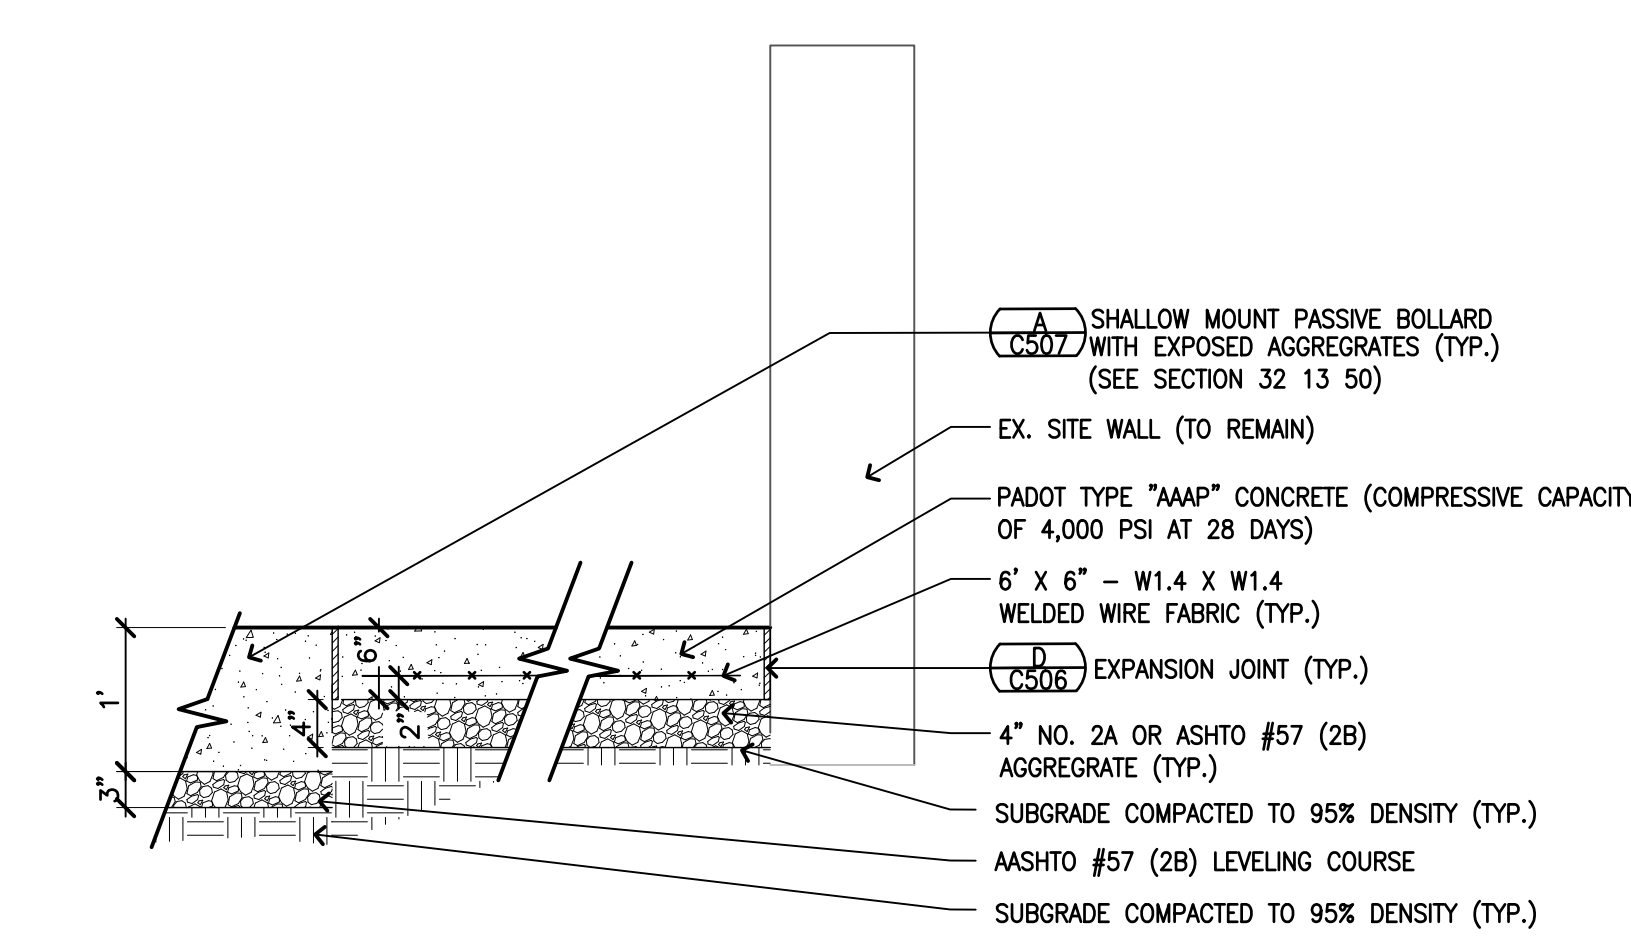 A
C507
SHALLOW MOUNT PASSIVE BOLLARD
WITH EXPOSED AGGREGRATES (TYP.)
(SEE SECTION 32 13 50)
EX. SITE WALL (TO REMAIN)
PADOT TYPE "AAAP" CONCRETE (COMPRESSIVE CAPACITY
OF 4,000 PSI AT 28 DAYS)
6' X 6" – W1.4 X W1.4
WELDED WIRE FABRIC (TYP.)
D
C506
EXPANSION JOINT (TYP.)
4" NO. 2A OR ASHTO #57 (2B)
AGGREGRATE (TYP.)
SUBGRADE COMPACTED TO 95% DENSITY (TYP.)
AASHTO #57 (2B) LEVELING COURSE
SUBGRADE COMPACTED TO 95% DENSITY (TYP.)
1'
3"
4"
6"
2"